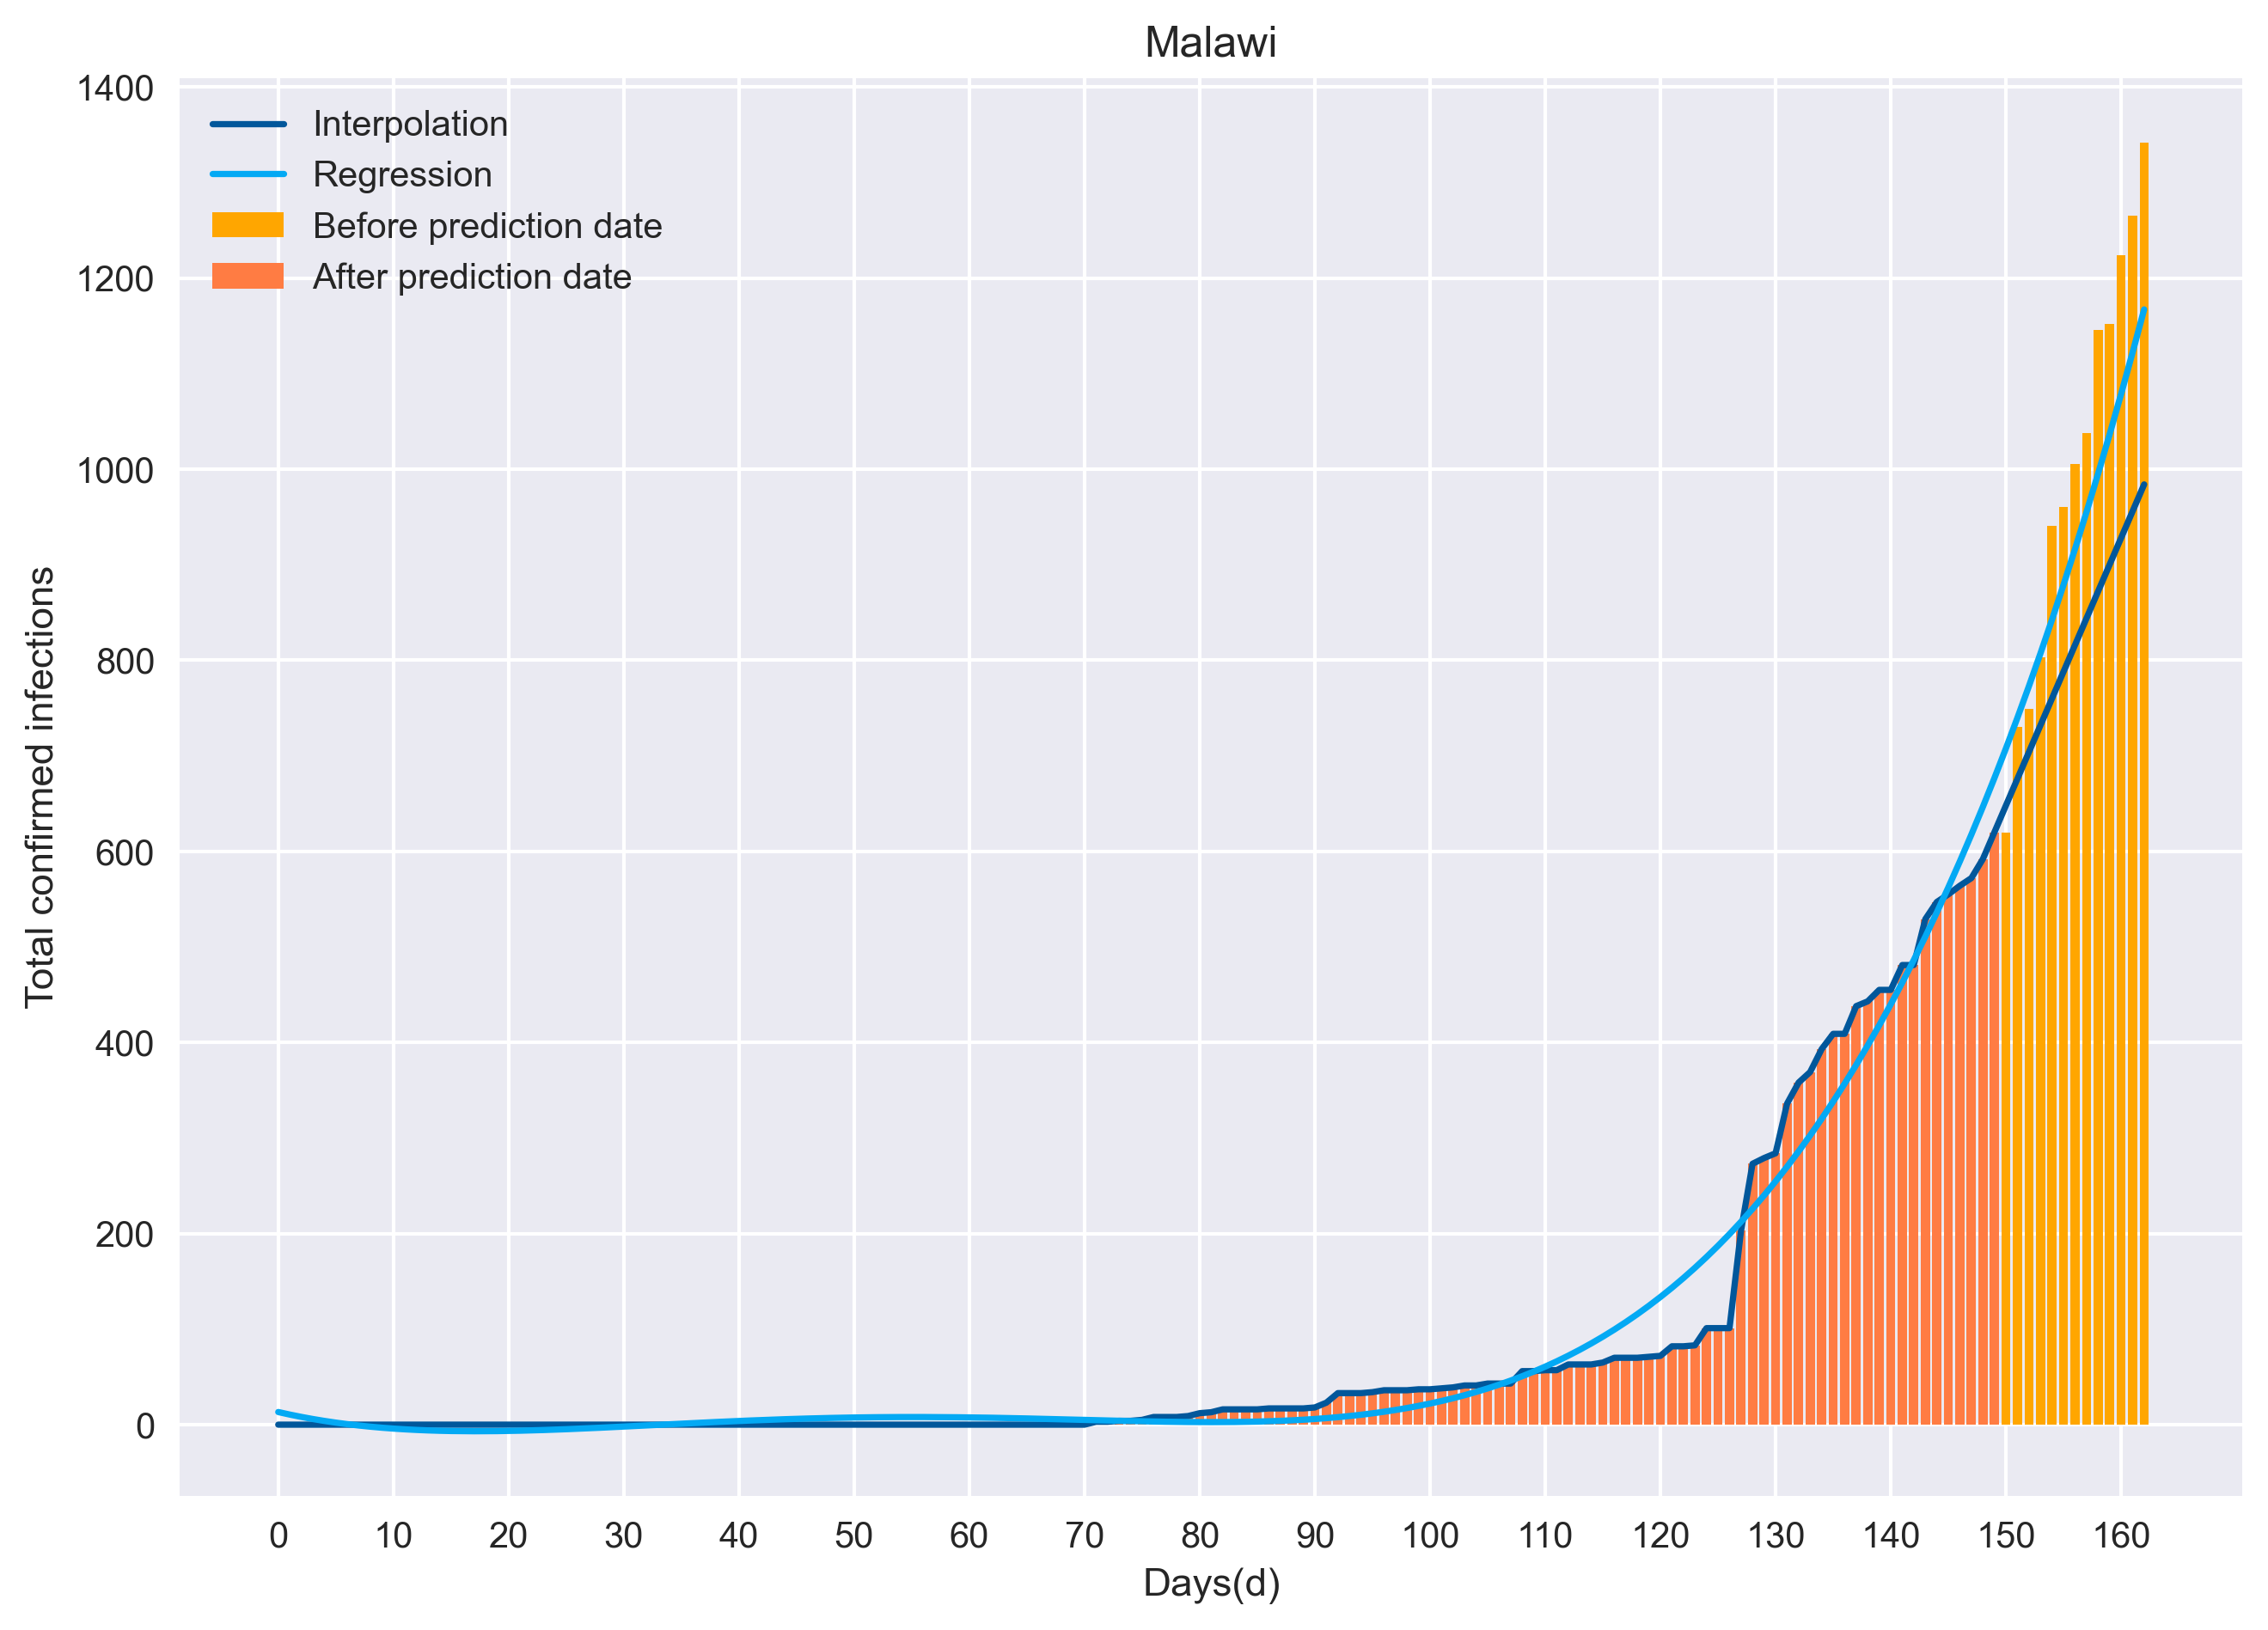 Malawi
1400
1200
1000
800
600
400
200
0
Total confirmed infections
Interpolation
Regression
Before prediction date
After prediction date
0 10 20 30 40 50 60 70 80 90 100 110 120 130 140 150 160
Days(d)